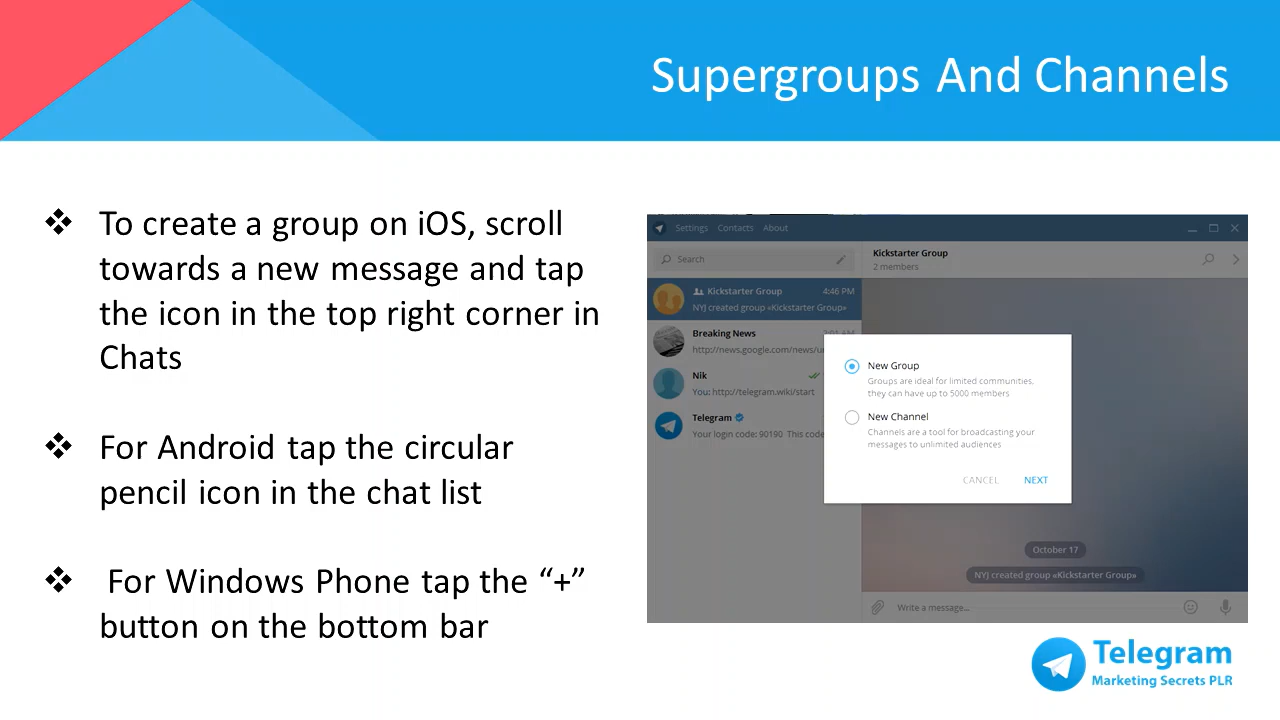 Supergroups And Channels
❖ To create a group on iOS, scroll
towards a new message and tap
the icon in the top right corner in
Chats
❖ For Android tap the circular
pencil icon in the chat list
❖ For Windows Phone tap the “+”
button on the bottom bar
Settings Contacts About
Search
Kickstarter Group
2 members
Kickstarter Group 4:46 PM
NYJ created group «Kickstarter Group»
Breaking News
http://news.google.com/news/
Nik
You: http://telegram.wiki/start
Telegram
Your login code: 90190 This code
New Group
Groups are ideal for limited communities,
they can have up to 5000 members
New Channel
Channels are a tool for broadcasting your
messages to unlimited audiences
CANCEL NEXT
October 17
NYJ created group «Kickstarter Group»
Write a message...
Telegram
Marketing Secrets PLR